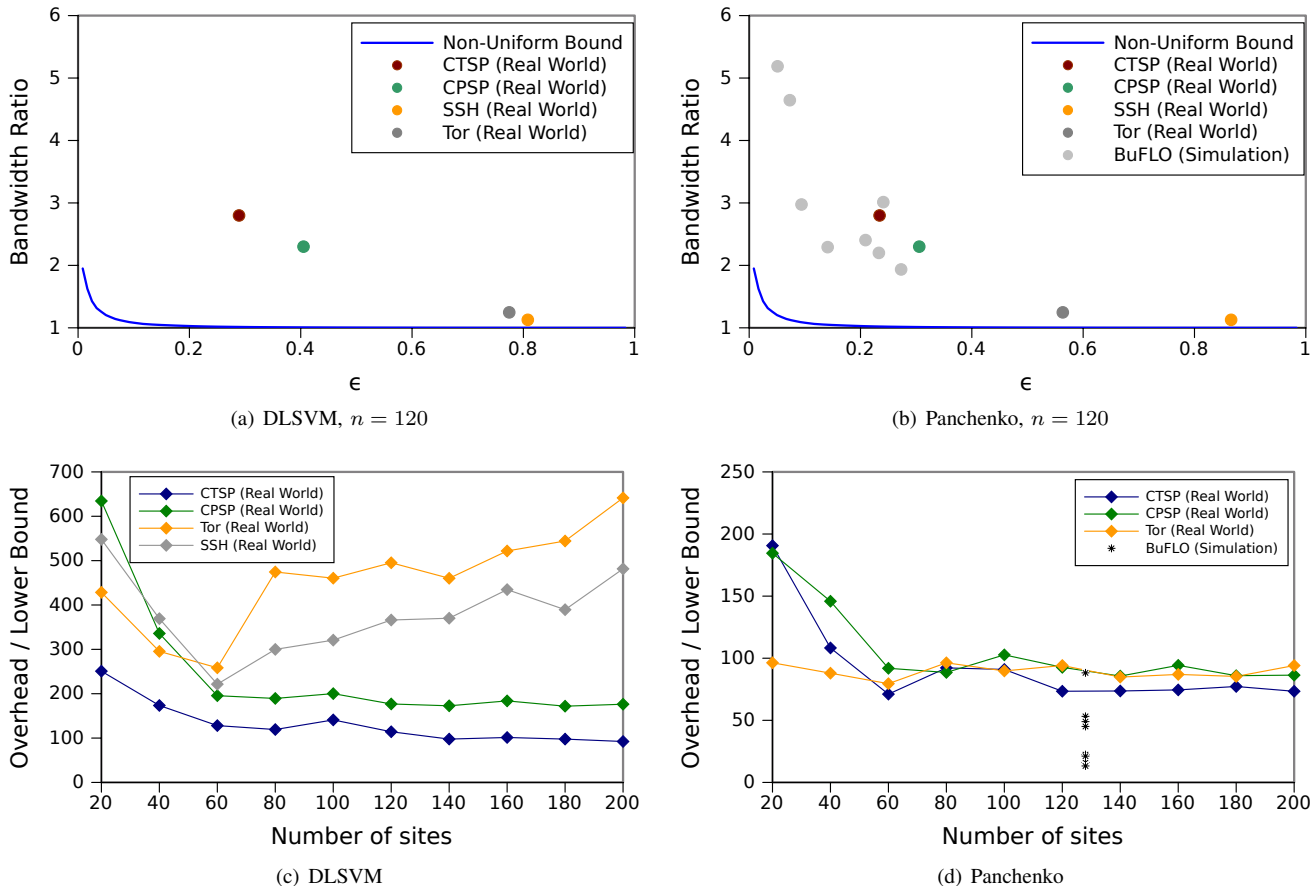 6
5
4
3
2
1
Bandwidth Ratio
Non-Uniform Bound
CTSP (Real World)
CPSP (Real World)
SSH (Real World)
Tor (Real World)
0 0.2 0.4 0.6 0.8 1
ϵ
(a) DLSVM, n = 120
6
5
4
3
2
1
Bandwidth Ratio
Non-Uniform Bound
CTSP (Real World)
CPSP (Real World)
SSH (Real World)
Tor (Real World)
BuFLO (Simulation)
0 0.2 0.4 0.6 0.8 1
ϵ
(b) Panchenko, n = 120
700
600
500
400
300
200
100
0
Overhead / Lower Bound
CTSP (Real World)
CPSP (Real World)
Tor (Real World)
SSH (Real World)
20 40 60 80 100 120 140 160 180 200
Number of sites
(c) DLSVM
250
200
150
100
50
0
Overhead / Lower Bound
CTSP (Real World)
CPSP (Real World)
Tor (Real World)
BuFLO (Simulation)
20 40 60 80 100 120 140 160 180 200
Number of sites
(d) Panchenko